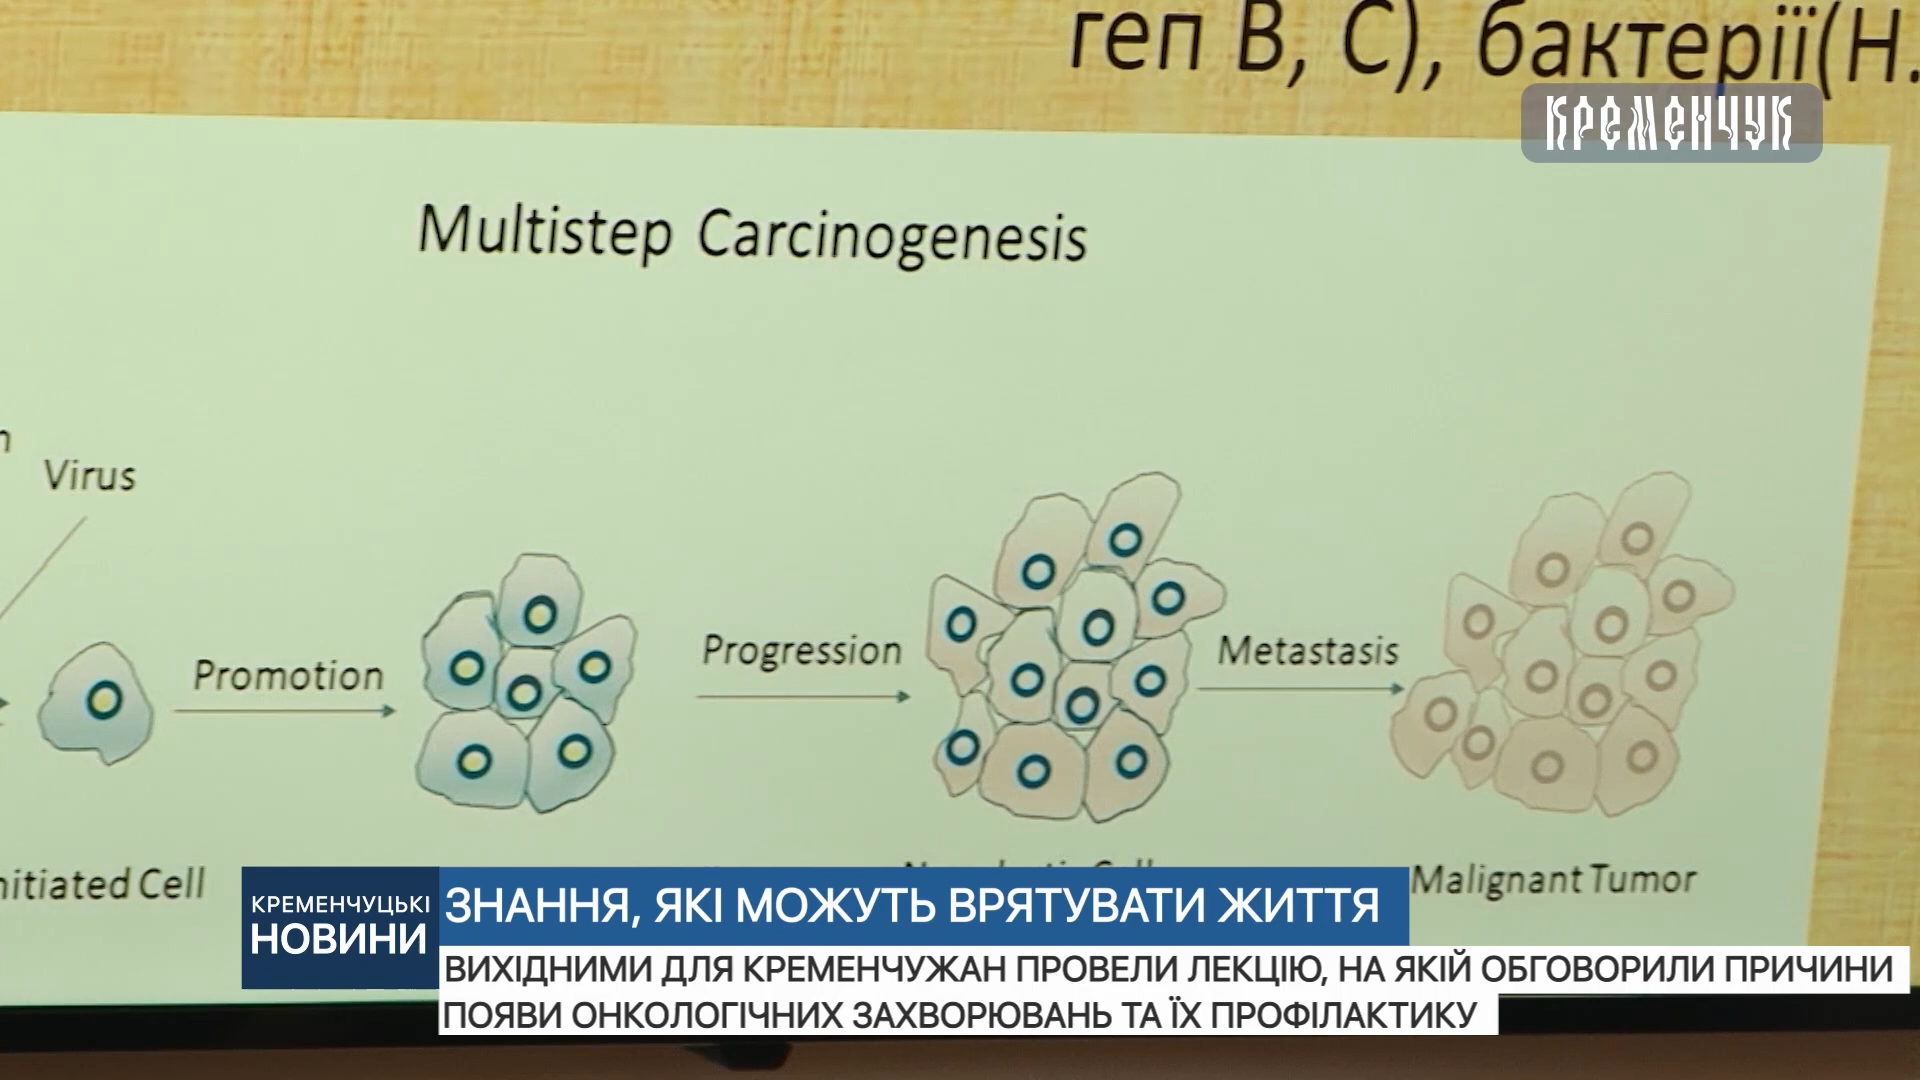 геп В, С), бактерії(Н.
КРЕМЕНЧУК
Multistep Carcinogenesis
Virus
Promotion
Progression
Metastasis
nitiated Cell
Malignant Tumor
КРЕМЕНЧУЦЬКІ
НОВИНИ
ЗНАННЯ, ЯКІ МОЖУТЬ ВРЯТУВАТИ ЖИТТЯ
ВИХІДНИМИ ДЛЯ КРЕМЕНЧУЖАН ПРОВЕЛИ ЛЕКЦІЮ, НА ЯКІЙ ОБГОВОРИЛИ ПРИЧИНИ
ПОЯВИ ОНКОЛОГІЧНИХ ЗАХВОРЮВАНЬ ТА ЇХ ПРОФІЛАКТИКУ